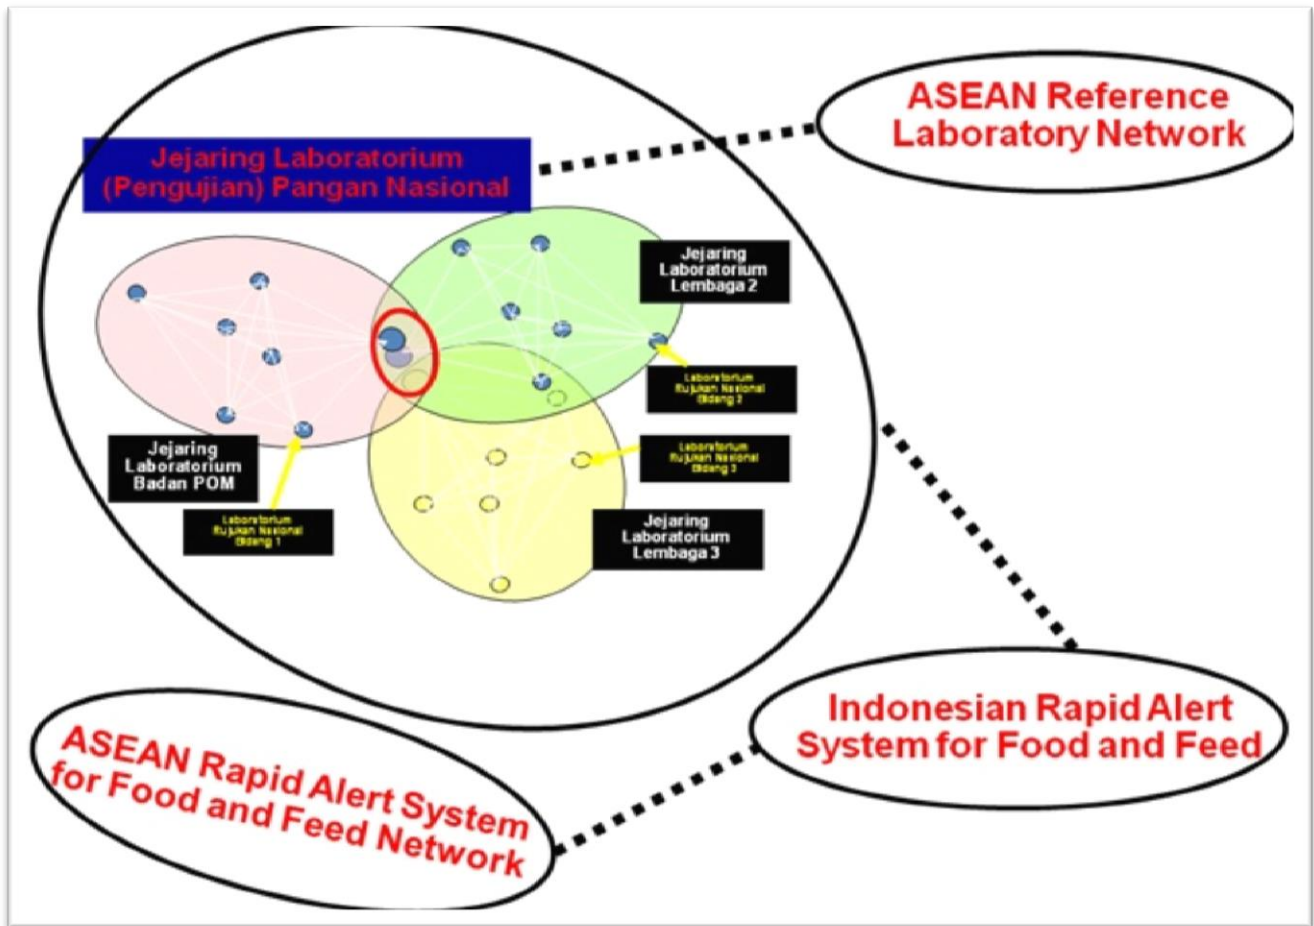 ASEAN Reference
Laboratory Network
Jejaring Laboratorium
(Pengujian) Pangan Nasional
Jejaring
Laboratorium
Lembaga 2
Laboratorium
Rujukan Nasional
Bidang 2
Laboratorium
Rujukan Nasional
Bidang 3
Jejaring
Laboratorium
Badan POM
Laboratorium
Rujukan Nasional
Bidang 1
Jejaring
Laboratorium
Lembaga 3
Indonesian Rapid Alert
System for Food and Feed
ASEAN Rapid Alert System
for Food and Feed Network